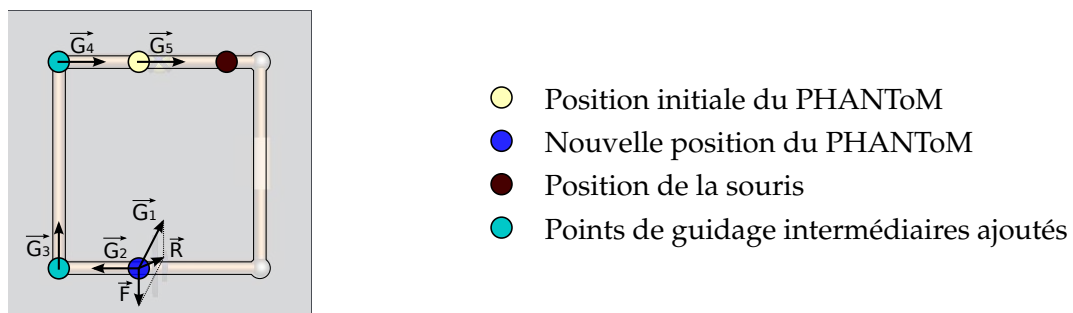 G4 G5
Position initiale du PHANToM
Nouvelle position du PHANToM
Position de la souris
Points de guidage intermédiaires ajoutés
G1
G3 G2 R
F